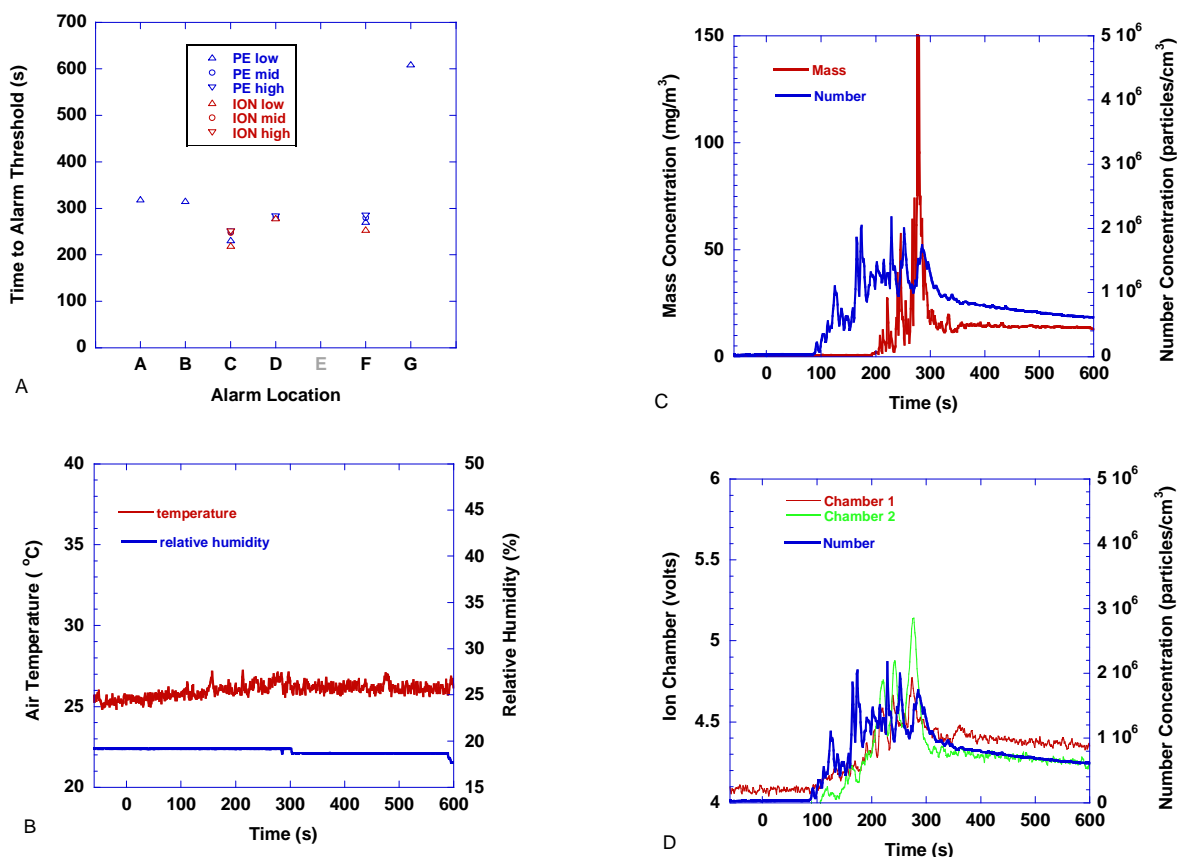 700
600
500
400
300
200
100
0
Time to Alarm Threshold (s)
PE low
PE mid
PE high
ION low
ION mid
ION high
A B C D E F G
Alarm Location
A
150
100
50
0
Mass Concentration (mg/m3)
Mass
Number
5 10^6
4 10^6
3 10^6
2 10^6
1 10^6
0
Number Concentration (particles/cm3)
0 100 200 300 400 500 600
Time (s)
C
40
36
31
27
22
20
Air Temperature ( oC)
temperature
relative humidity
50
45
40
35
30
25
20
15
Relative Humidity (%)
0 100 200 300 400 500 600
Time (s)
B
6
5.5
5
4.5
4
Ion Chamber (volts)
Chamber 1
Chamber 2
Number
5 10^6
4 10^6
3 10^6
2 10^6
1 10^6
0
Number Concentration (particles/cm3)
0 100 200 300 400 500 600
Time (s)
D